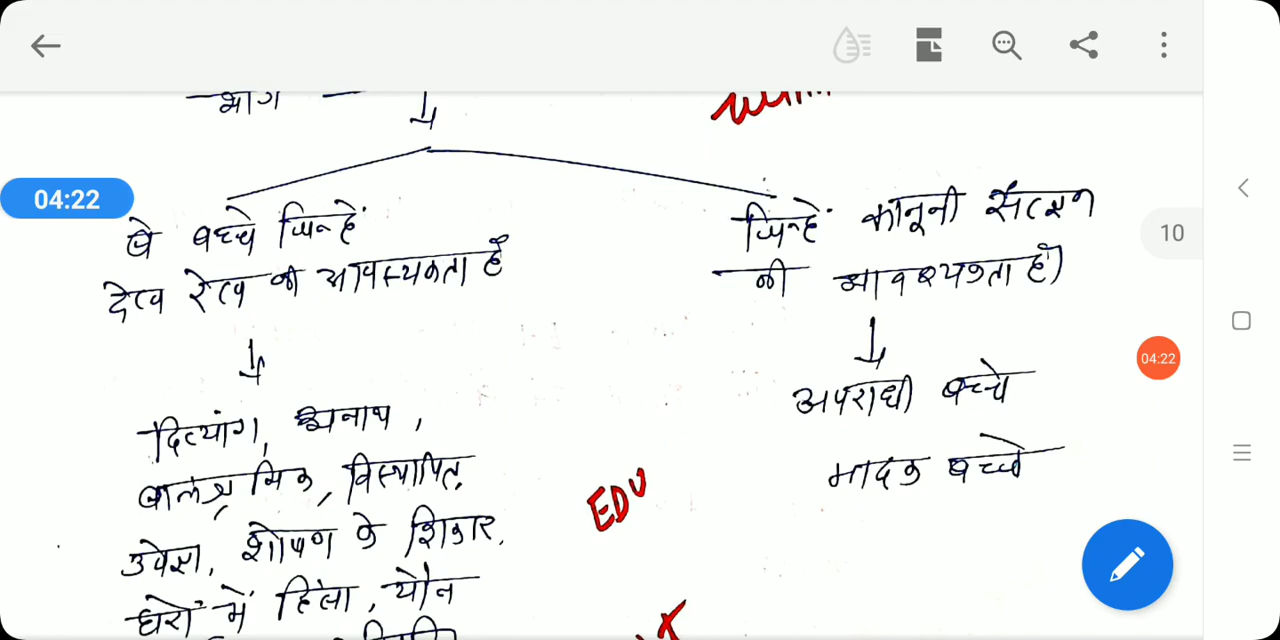 भाग
04:22
वे बच्चे जिन्हें
देख रेख की आवश्यकता है
जिन्हें कानूनी संरक्षण
की आवश्यकता हो
10
04:22
अपराधी बच्चे
मादक बच्चे
दिव्यांग, अनाथ,
बालश्रमिक, विस्थापित,
शोषण के शिकार,
घरों में हिंसा, यौन
EDU